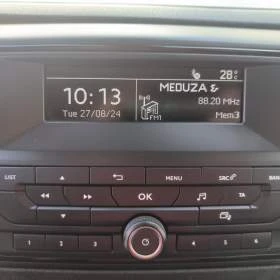 28°
10:13
Tue 27/08/24
MEDUZA &
88.20 MHz
FM1
Mem3
LIST
MENU
SRC
BAN
OK
TA
1
2
3
4
5
6